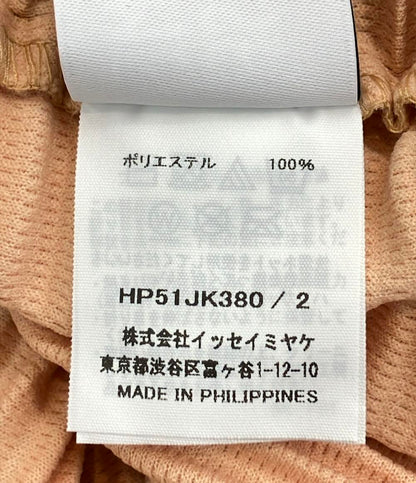 ポリエステル 100%
HP51JK380 / 2
株式会社イッセイミヤケ
東京都渋谷区富ヶ谷1-12-10
MADE IN PHILIPPINES